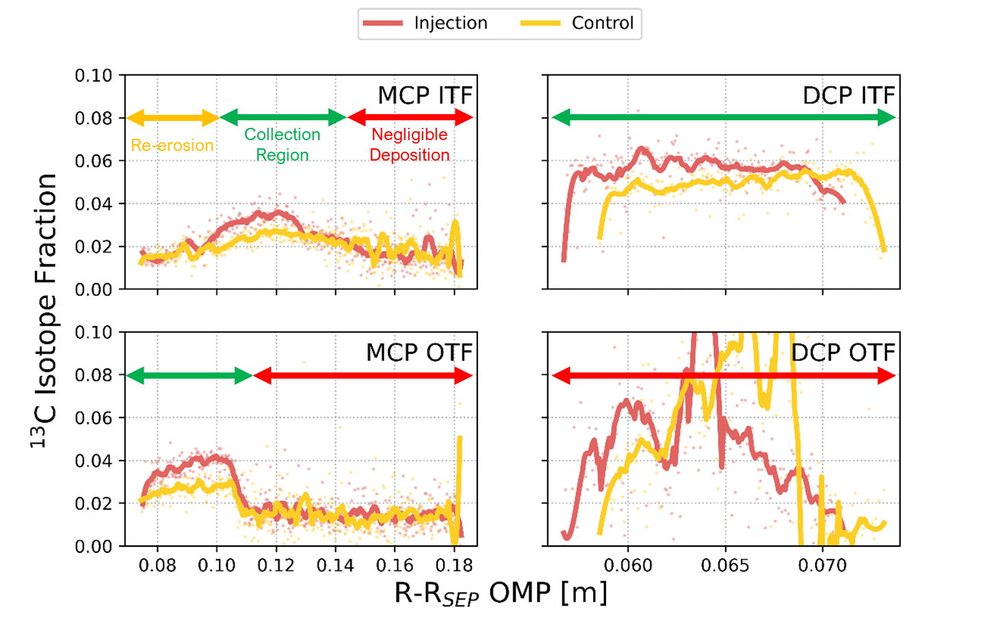 Injection Control
0.10
0.08
0.06
0.04
0.02
0.00
MCP ITF
Re-erosion
Collection
Region
Negligible
Deposition
DCP ITF
¹³C Isotope Fraction
0.10
0.08
0.06
0.04
0.02
0.00
MCP OTF
0.08 0.10 0.12 0.14 0.16 0.18
DCP OTF
0.060 0.065 0.070
R-R_SEP OMP [m]